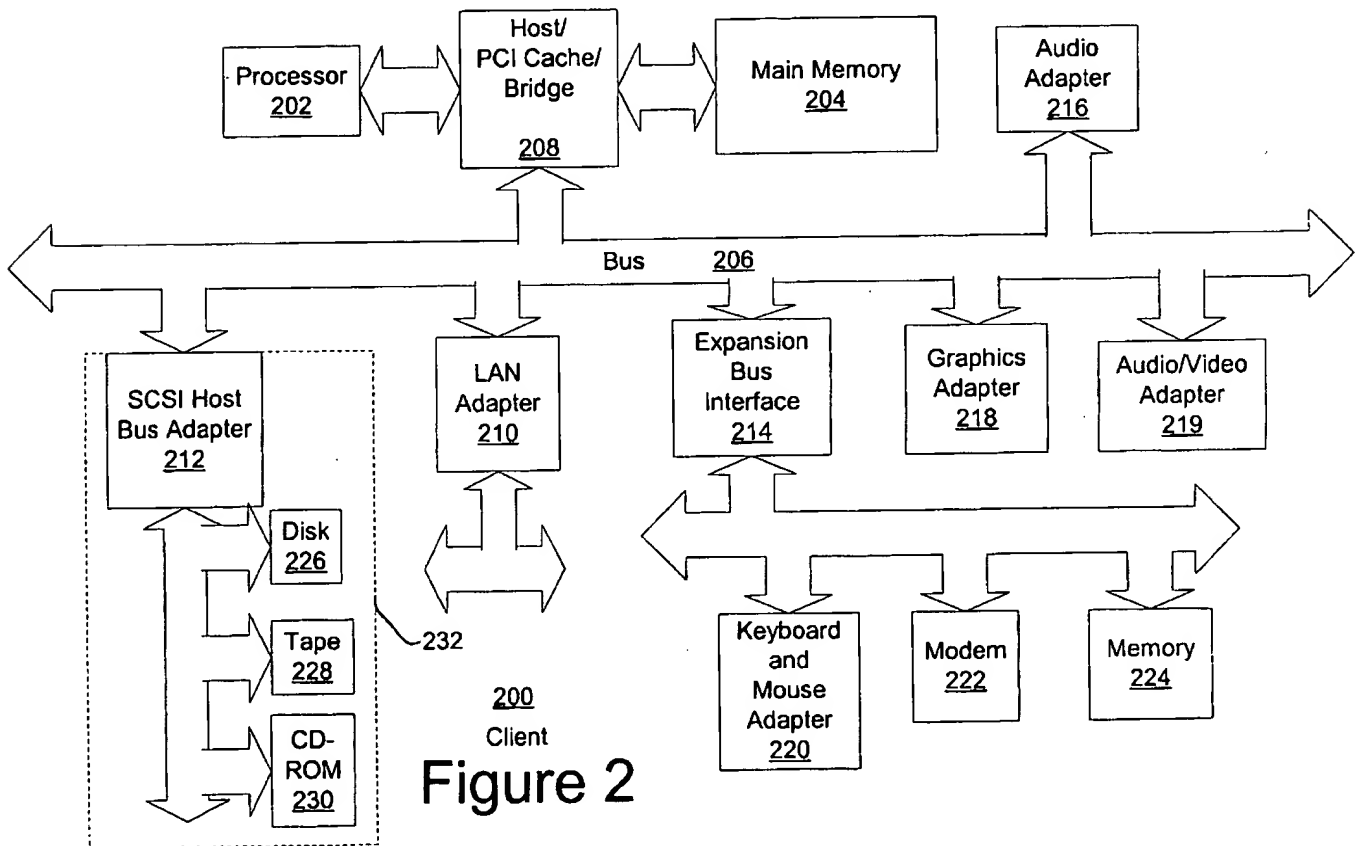 Processor
202
Host/
PCI Cache/
Bridge
208
Main Memory
204
Audio
Adapter
216
Bus 206
SCSI Host
Bus Adapter
212
LAN
Adapter
210
Expansion
Bus
Interface
214
Graphics
Adapter
218
Audio/Video
Adapter
219
Disk
226
Tape
228
CD-
ROM
230
232
200
Client
Keyboard
and
Mouse
Adapter
220
Modem
222
Memory
224
Figure 2